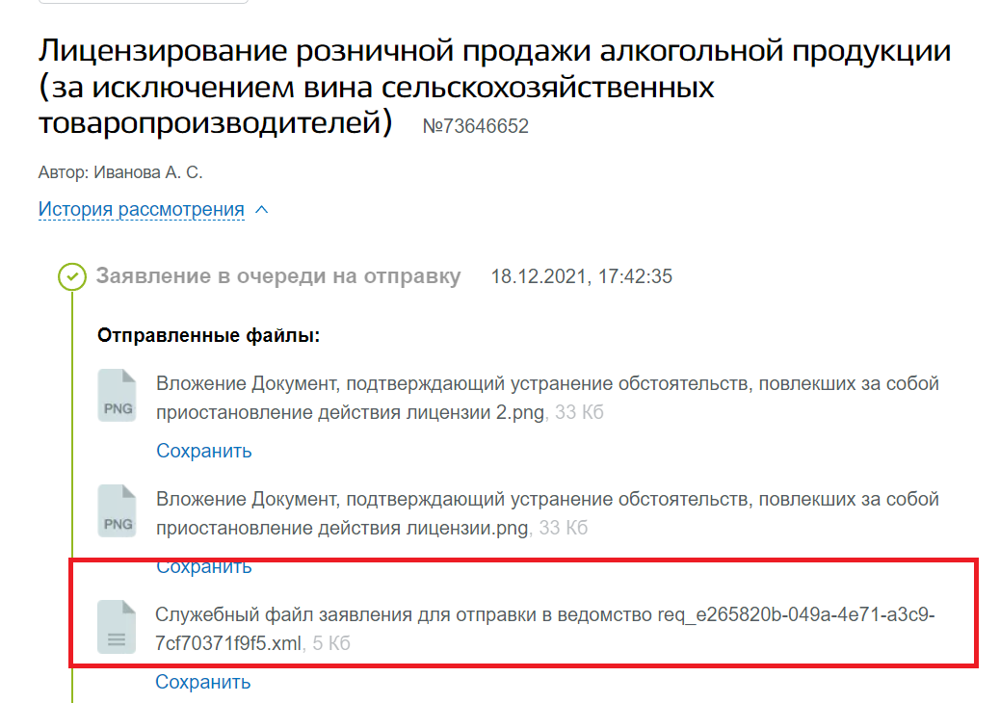 Лицензирование розничной продажи алкогольной продукции
(за исключением вина сельскохозяйственных
товаропроизводителей) №73646652
Автор: Иванова А. С.
История рассмотрения
Заявление в очереди на отправку 18.12.2021, 17:42:35
Отправленные файлы:
PNG
Вложение Документ, подтверждающий устранение обстоятельств, повлекших за собой
приостановление действия лицензии 2.png, 33 Кб
Сохранить
PNG
Вложение Документ, подтверждающий устранение обстоятельств, повлекших за собой
приостановление действия лицензии.png, 33 Кб
Сохранить
Служебный файл заявления для отправки в ведомство req_e265820b-049a-4e71-a3c9-
7cf70371f9f5.xml, 5 Кб
Сохранить